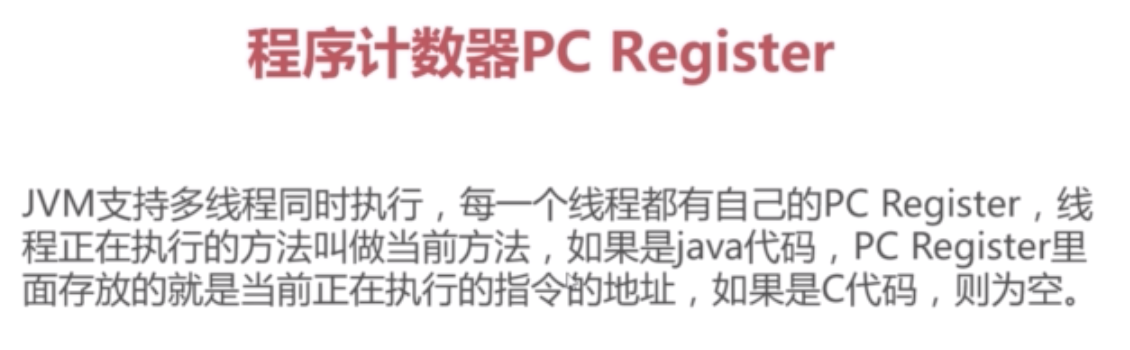 程序计数器PC Register
JVM支持多线程同时执行，每一个线程都有自己的PC Register，线
程正在执行的方法叫做当前方法，如果是java代码，PC Register里
面存放的就是当前正在执行的指令的地址，如果是C代码，则为空。